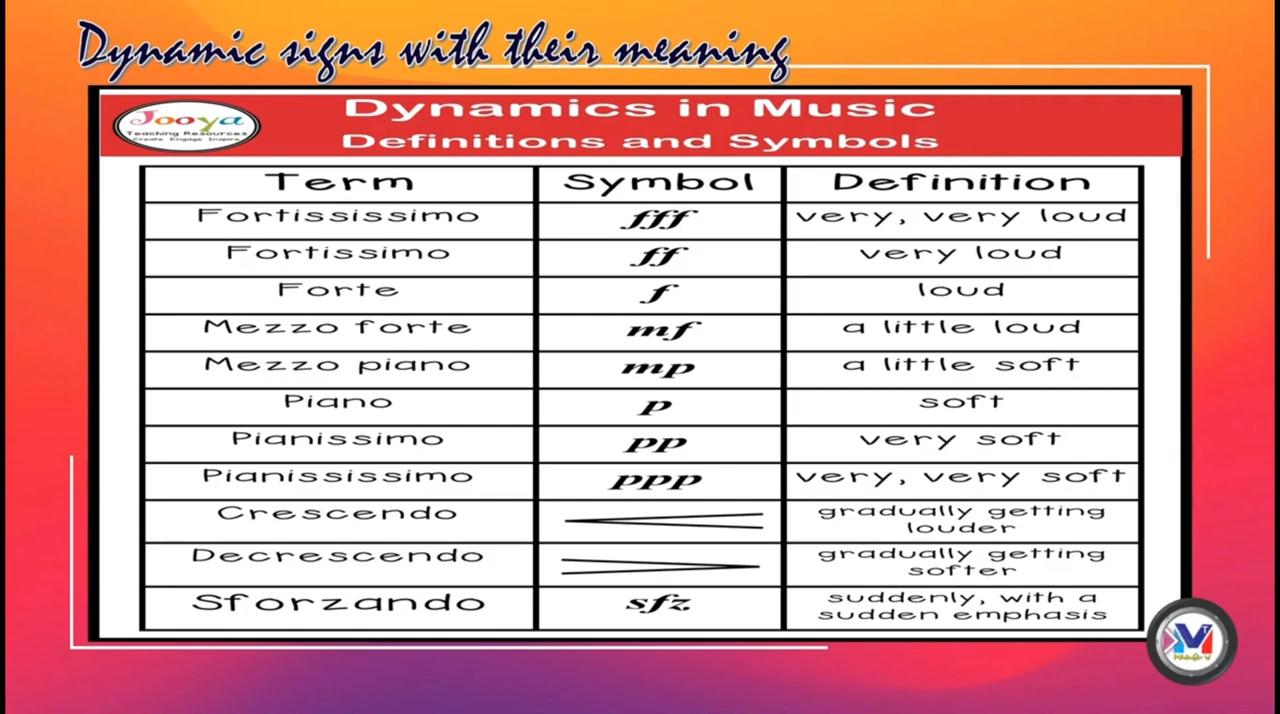 Dynamic signs with their meaning
Jooya
Teaching Resources
Create Engage Inspire
Dynamics in Music
Definitions and Symbols
Term Symbol Definition
Fortississimo fff very, very loud
Fortissimo ff very loud
Forte f loud
Mezzo forte mf a little loud
Mezzo piano mp a little soft
Piano p soft
Pianissimo pp very soft
Pianississimo ppp very, very soft
Crescendo gradually getting
louder
Decrescendo gradually getting
softer
Sforzando sfz suddenly, with a
sudden emphasis